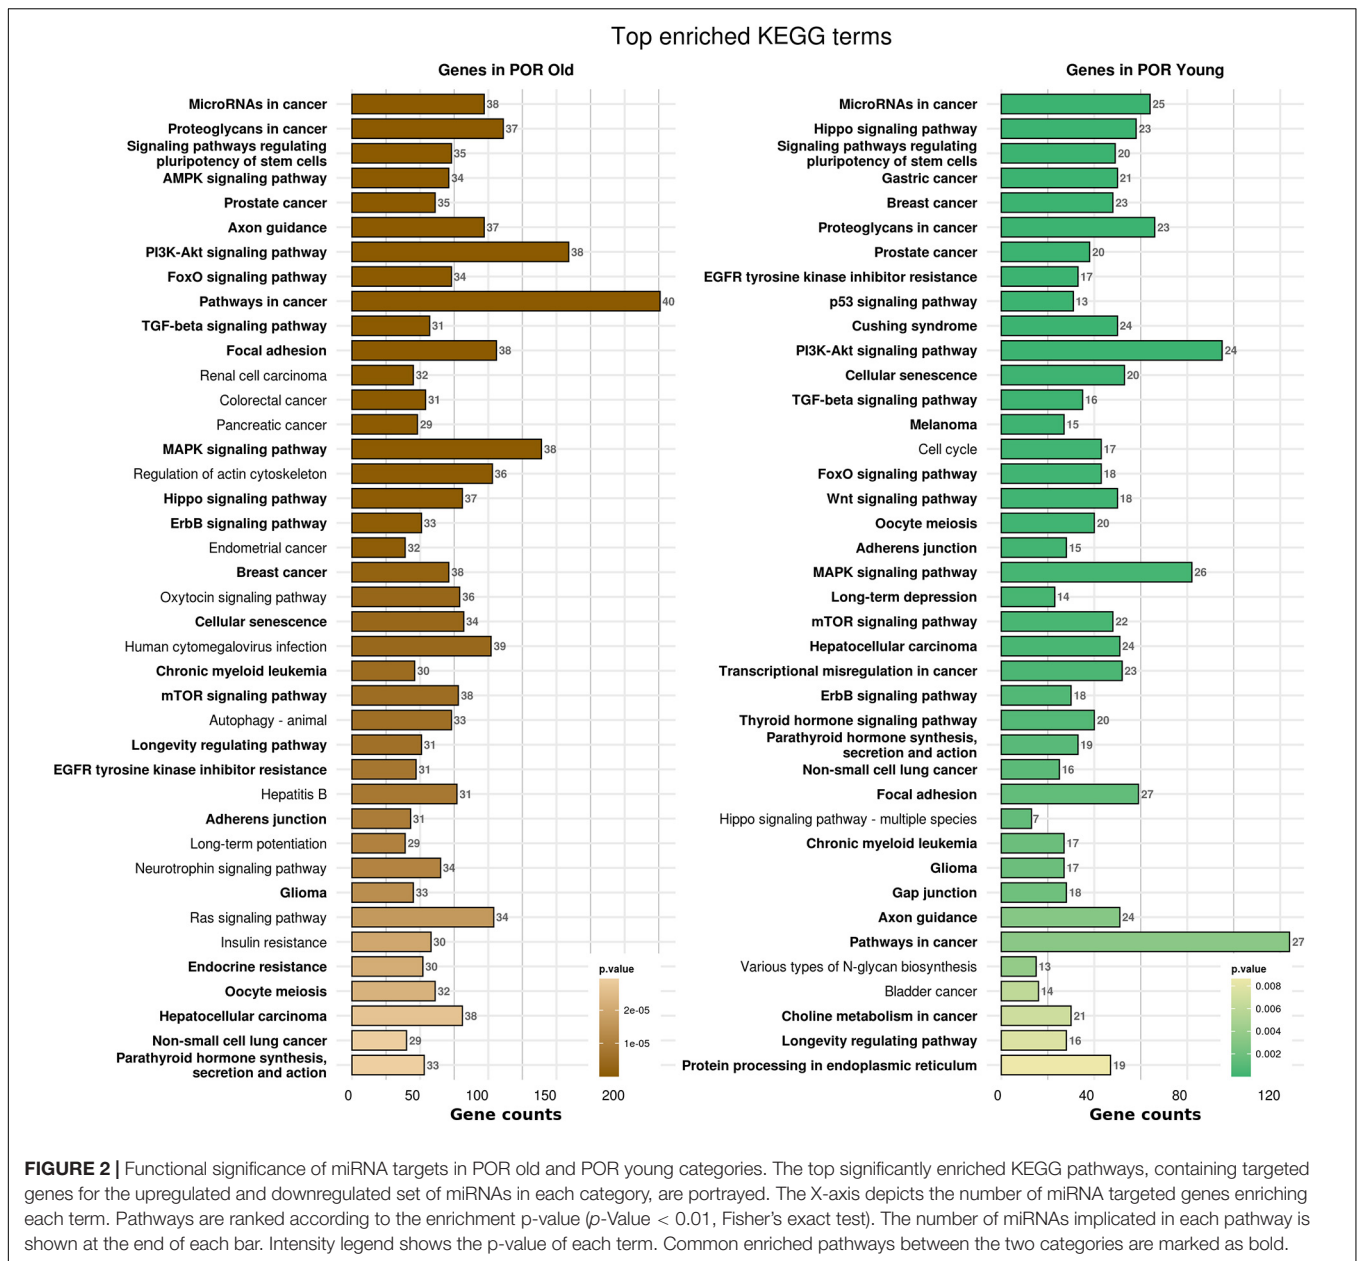 Top enriched KEGG terms
Genes in POR Old
MicroRNAs in cancer 38
Proteoglycans in cancer 37
Signaling pathways regulating
pluripotency of stem cells 35
AMPK signaling pathway 34
Prostate cancer 35
Axon guidance 37
PI3K-Akt signaling pathway 38
FoxO signaling pathway 34
Pathways in cancer 40
TGF-beta signaling pathway 31
Focal adhesion 38
Renal cell carcinoma 32
Colorectal cancer 31
Pancreatic cancer 29
MAPK signaling pathway 38
Regulation of actin cytoskeleton 36
Hippo signaling pathway 37
ErbB signaling pathway 33
Endometrial cancer 32
Breast cancer 38
Oxytocin signaling pathway 36
Cellular senescence 34
Human cytomegalovirus infection 39
Chronic myeloid leukemia 30
mTOR signaling pathway 38
Autophagy - animal 33
Longevity regulating pathway 31
EGFR tyrosine kinase inhibitor resistance 31
Hepatitis B 31
Adherens junction 31
Long-term potentiation 29
Neurotrophin signaling pathway 34
Glioma 33
Ras signaling pathway 34
Insulin resistance 30
Endocrine resistance 30
Oocyte meiosis 32
Hepatocellular carcinoma 38
Non-small cell lung cancer 29
Parathyroid hormone synthesis,
secretion and action 33
p.value
2e-05
1e-05
0 50 100 150 200
Gene counts
Genes in POR Young
MicroRNAs in cancer 25
Hippo signaling pathway 23
Signaling pathways regulating
pluripotency of stem cells 20
Gastric cancer 21
Breast cancer 23
Proteoglycans in cancer 23
Prostate cancer 20
EGFR tyrosine kinase inhibitor resistance 17
p53 signaling pathway 13
Cushing syndrome 24
PI3K-Akt signaling pathway 24
Cellular senescence 20
TGF-beta signaling pathway 16
Melanoma 15
Cell cycle 17
FoxO signaling pathway 18
Wnt signaling pathway 18
Oocyte meiosis 20
Adherens junction 15
MAPK signaling pathway 26
Long-term depression 14
mTOR signaling pathway 22
Hepatocellular carcinoma 24
Transcriptional misregulation in cancer 23
ErbB signaling pathway 18
Thyroid hormone signaling pathway 20
Parathyroid hormone synthesis,
secretion and action 19
Non-small cell lung cancer 16
Focal adhesion 27
Hippo signaling pathway - multiple species 7
Chronic myeloid leukemia 17
Glioma 17
Gap junction 18
Axon guidance 24
Pathways in cancer 27
Various types of N-glycan biosynthesis 13
Bladder cancer 14
Choline metabolism in cancer 21
Longevity regulating pathway 16
Protein processing in endoplasmic reticulum 19
p.value
0.008
0.006
0.004
0.002
0 40 80 120
Gene counts
FIGURE 2 | Functional significance of miRNA targets in POR old and POR young categories. The top significantly enriched KEGG pathways, containing targeted
genes for the upregulated and downregulated set of miRNAs in each category, are portrayed. The X-axis depicts the number of miRNA targeted genes enriching
each term. Pathways are ranked according to the enrichment p-value (p-Value < 0.01, Fisher's exact test). The number of miRNAs implicated in each pathway is
shown at the end of each bar. Intensity legend shows the p-value of each term. Common enriched pathways between the two categories are marked as bold.